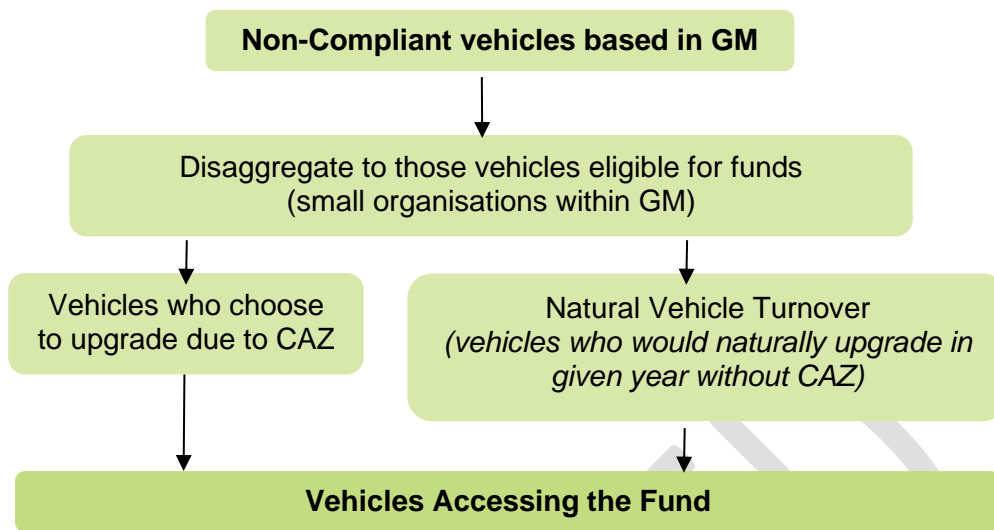 Non-Compliant vehicles based in GM
Disaggregate to those vehicles eligible for funds
(small organisations within GM)
Vehicles who choose
to upgrade due to CAZ
Natural Vehicle Turnover
(vehicles who would naturally upgrade in
given year without CAZ)
Vehicles Accessing the Fund